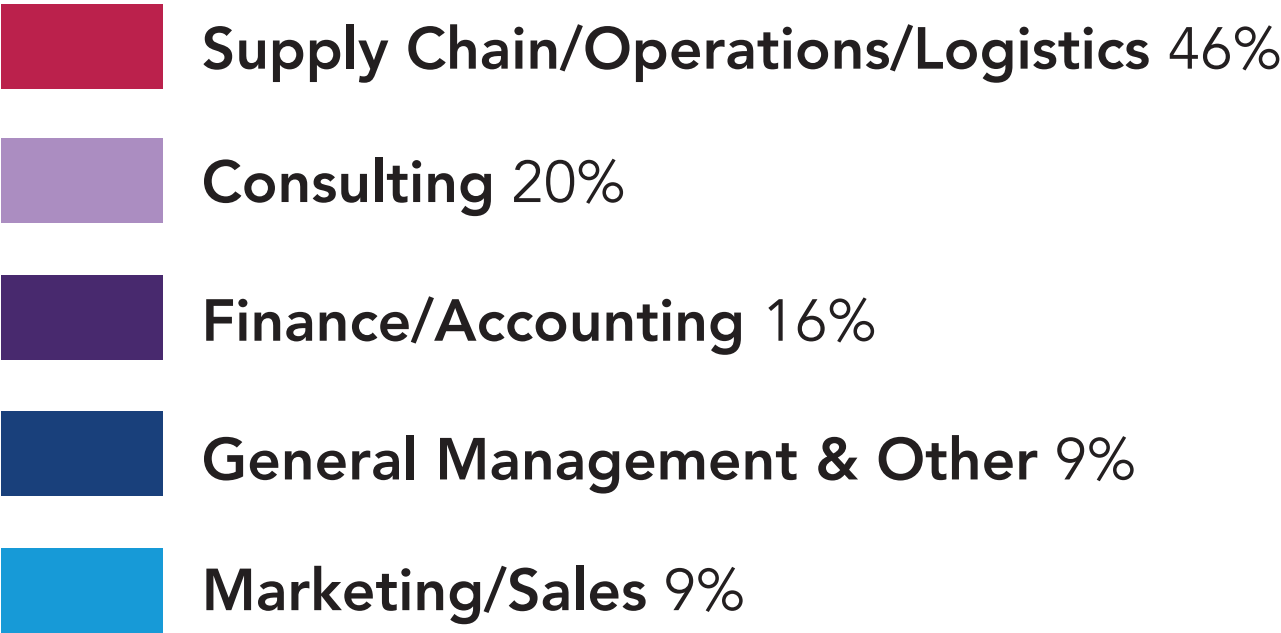 Supply Chain/Operations/Logistics 46%
Consulting 20%
Finance/Accounting 16%
General Management & Other 9%
Marketing/Sales 9%